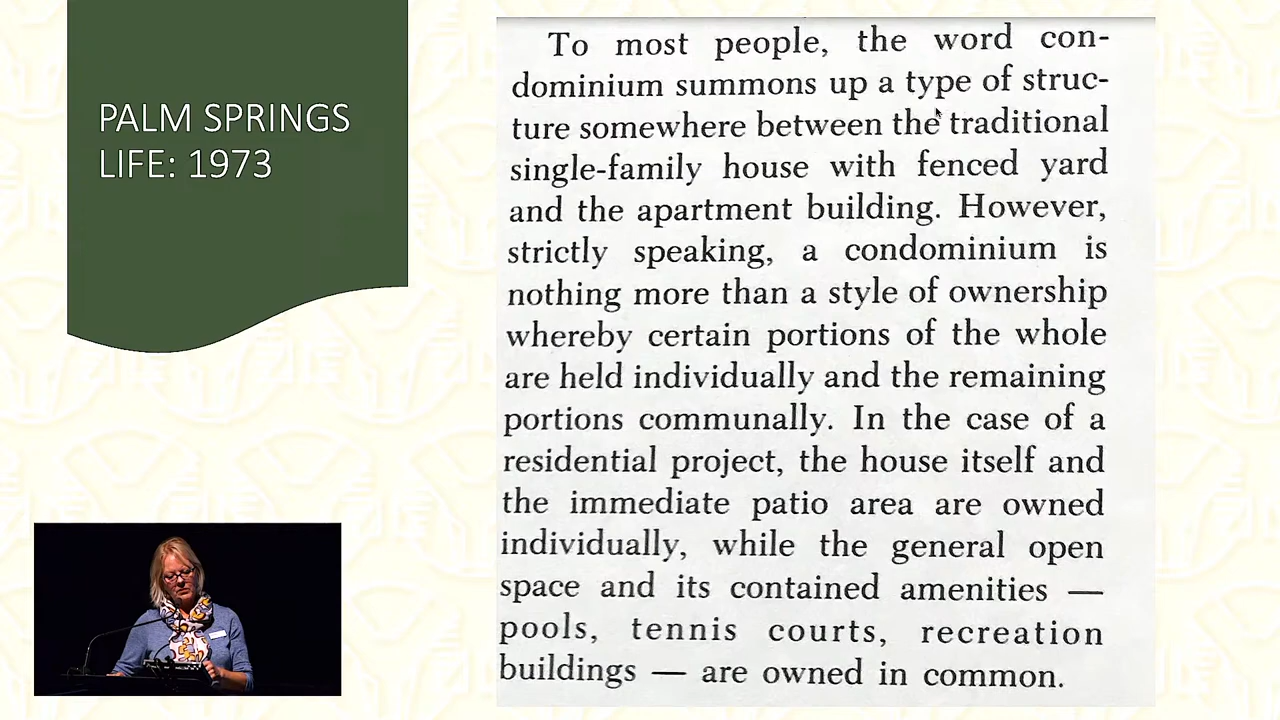 PALM SPRINGS
LIFE: 1973
To most people, the word con-
dominium summons up a type of struc-
ture somewhere between the traditional
single-family house with fenced yard
and the apartment building. However,
strictly speaking, a condominium is
nothing more than a style of ownership
whereby certain portions of the whole
are held individually and the remaining
portions communally. In the case of a
residential project, the house itself and
the immediate patio area are owned
individually, while the general open
space and its contained amenities —
pools, tennis courts, recreation
buildings — are owned in common.